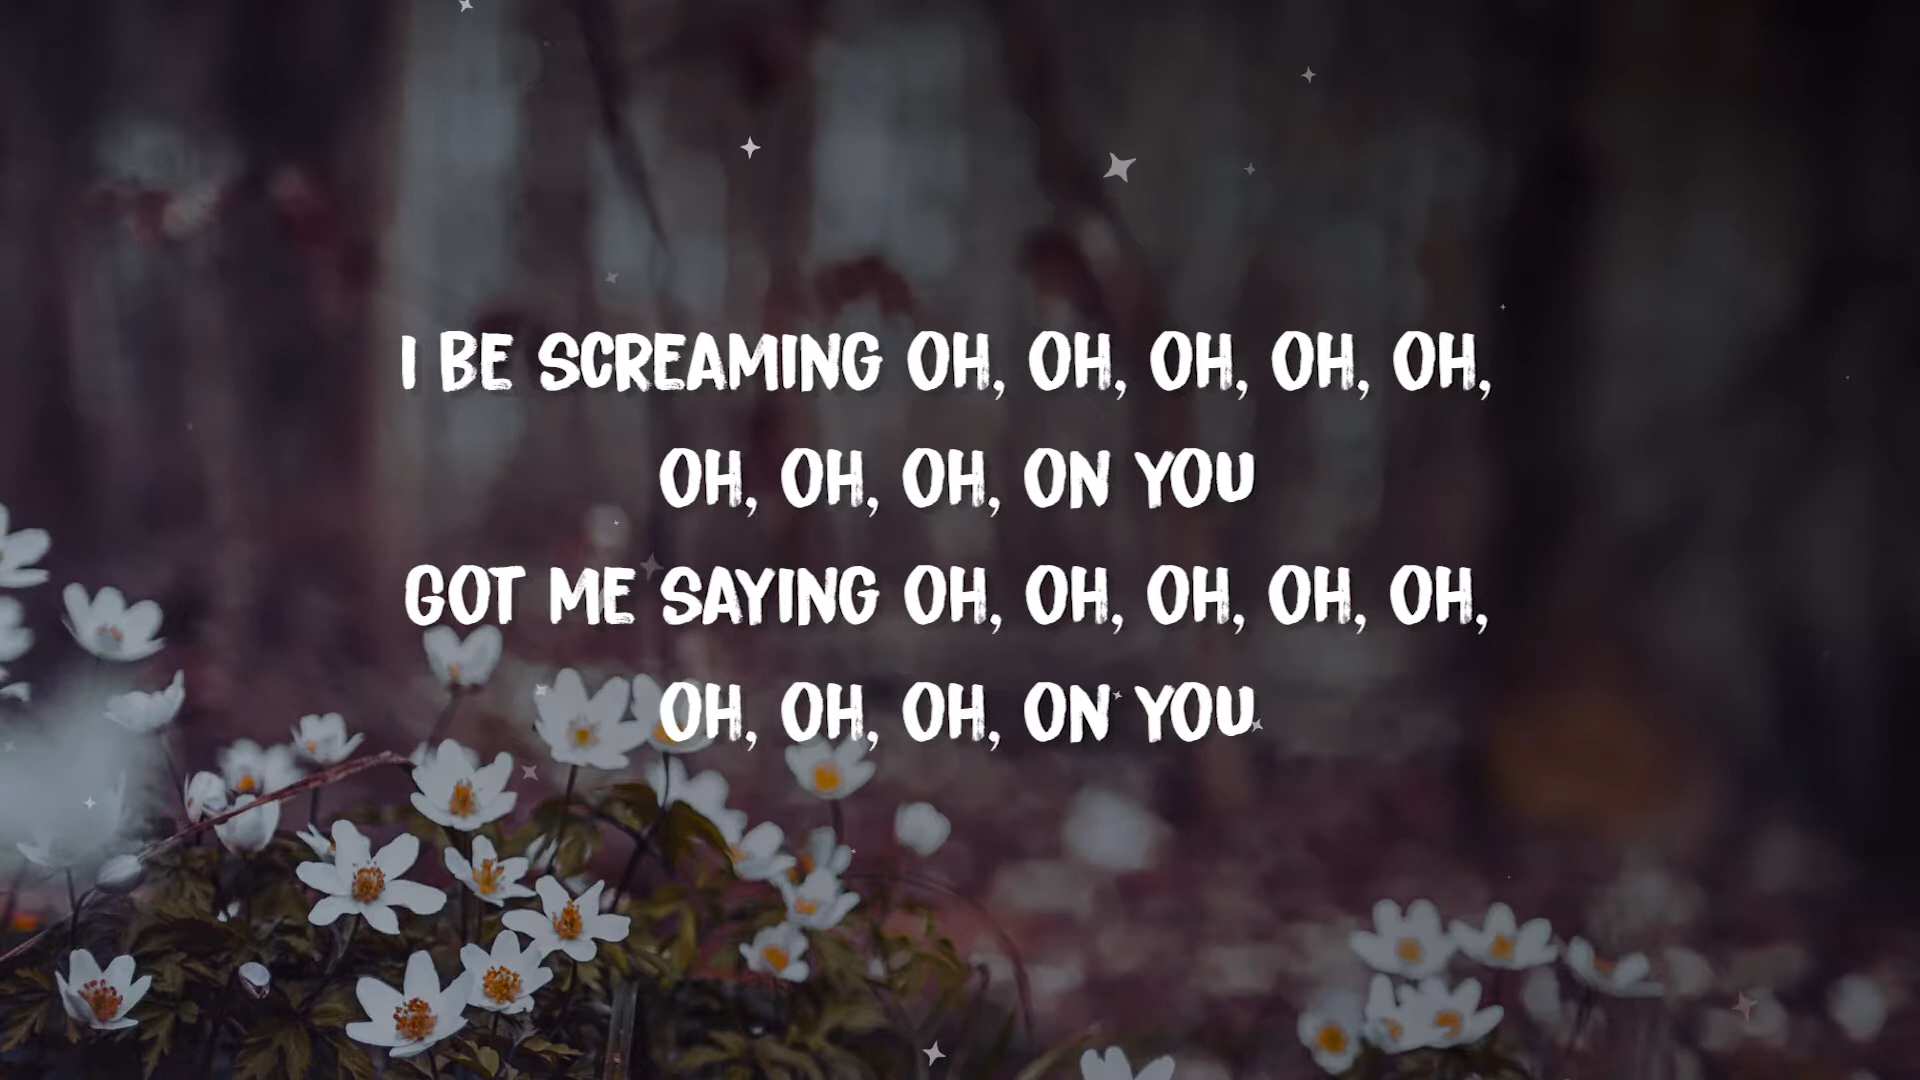 I BE SCREAMING OH, OH, OH, OH, OH,
OH, OH, OH, ON YOU
GOT ME SAYING OH, OH, OH, OH, OH,
OH, OH, OH, ON YOU